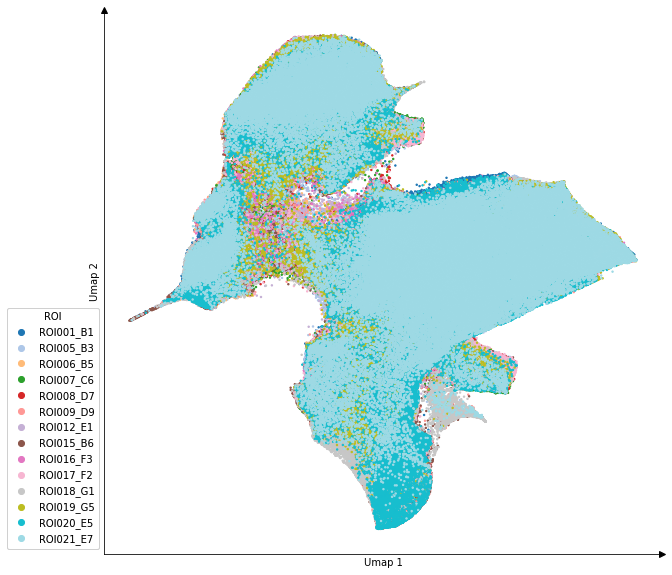 Umap 2
ROI
ROI001_B1
ROI005_B3
ROI006_B5
ROI007_C6
ROI008_D7
ROI009_D9
ROI012_E1
ROI015_B6
ROI016_F3
ROI017_F2
ROI018_G1
ROI019_G5
ROI020_E5
ROI021_E7
Umap 1